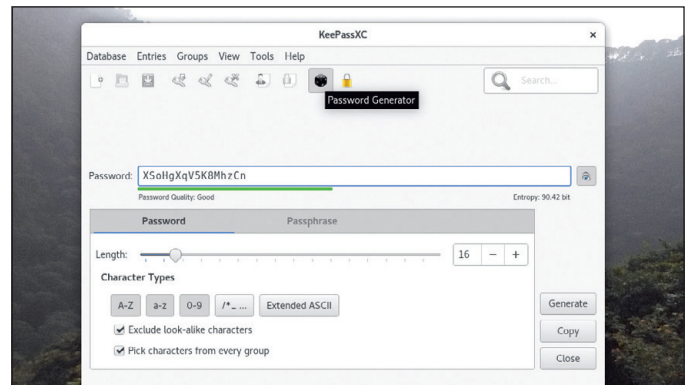 KeePassXC
Database Entries Groups View Tools Help
Search...
Password Generator
Password: XSoHgXqV5K8MhzCn
Password Quality: Good Entropy: 90.42 bit
Password Passphrase
Length: 16 − +
Character Types
A-Z a-z 0-9 /*_ ... Extended ASCII
Generate
Exclude look-alike characters
Copy
Pick characters from every group
Close